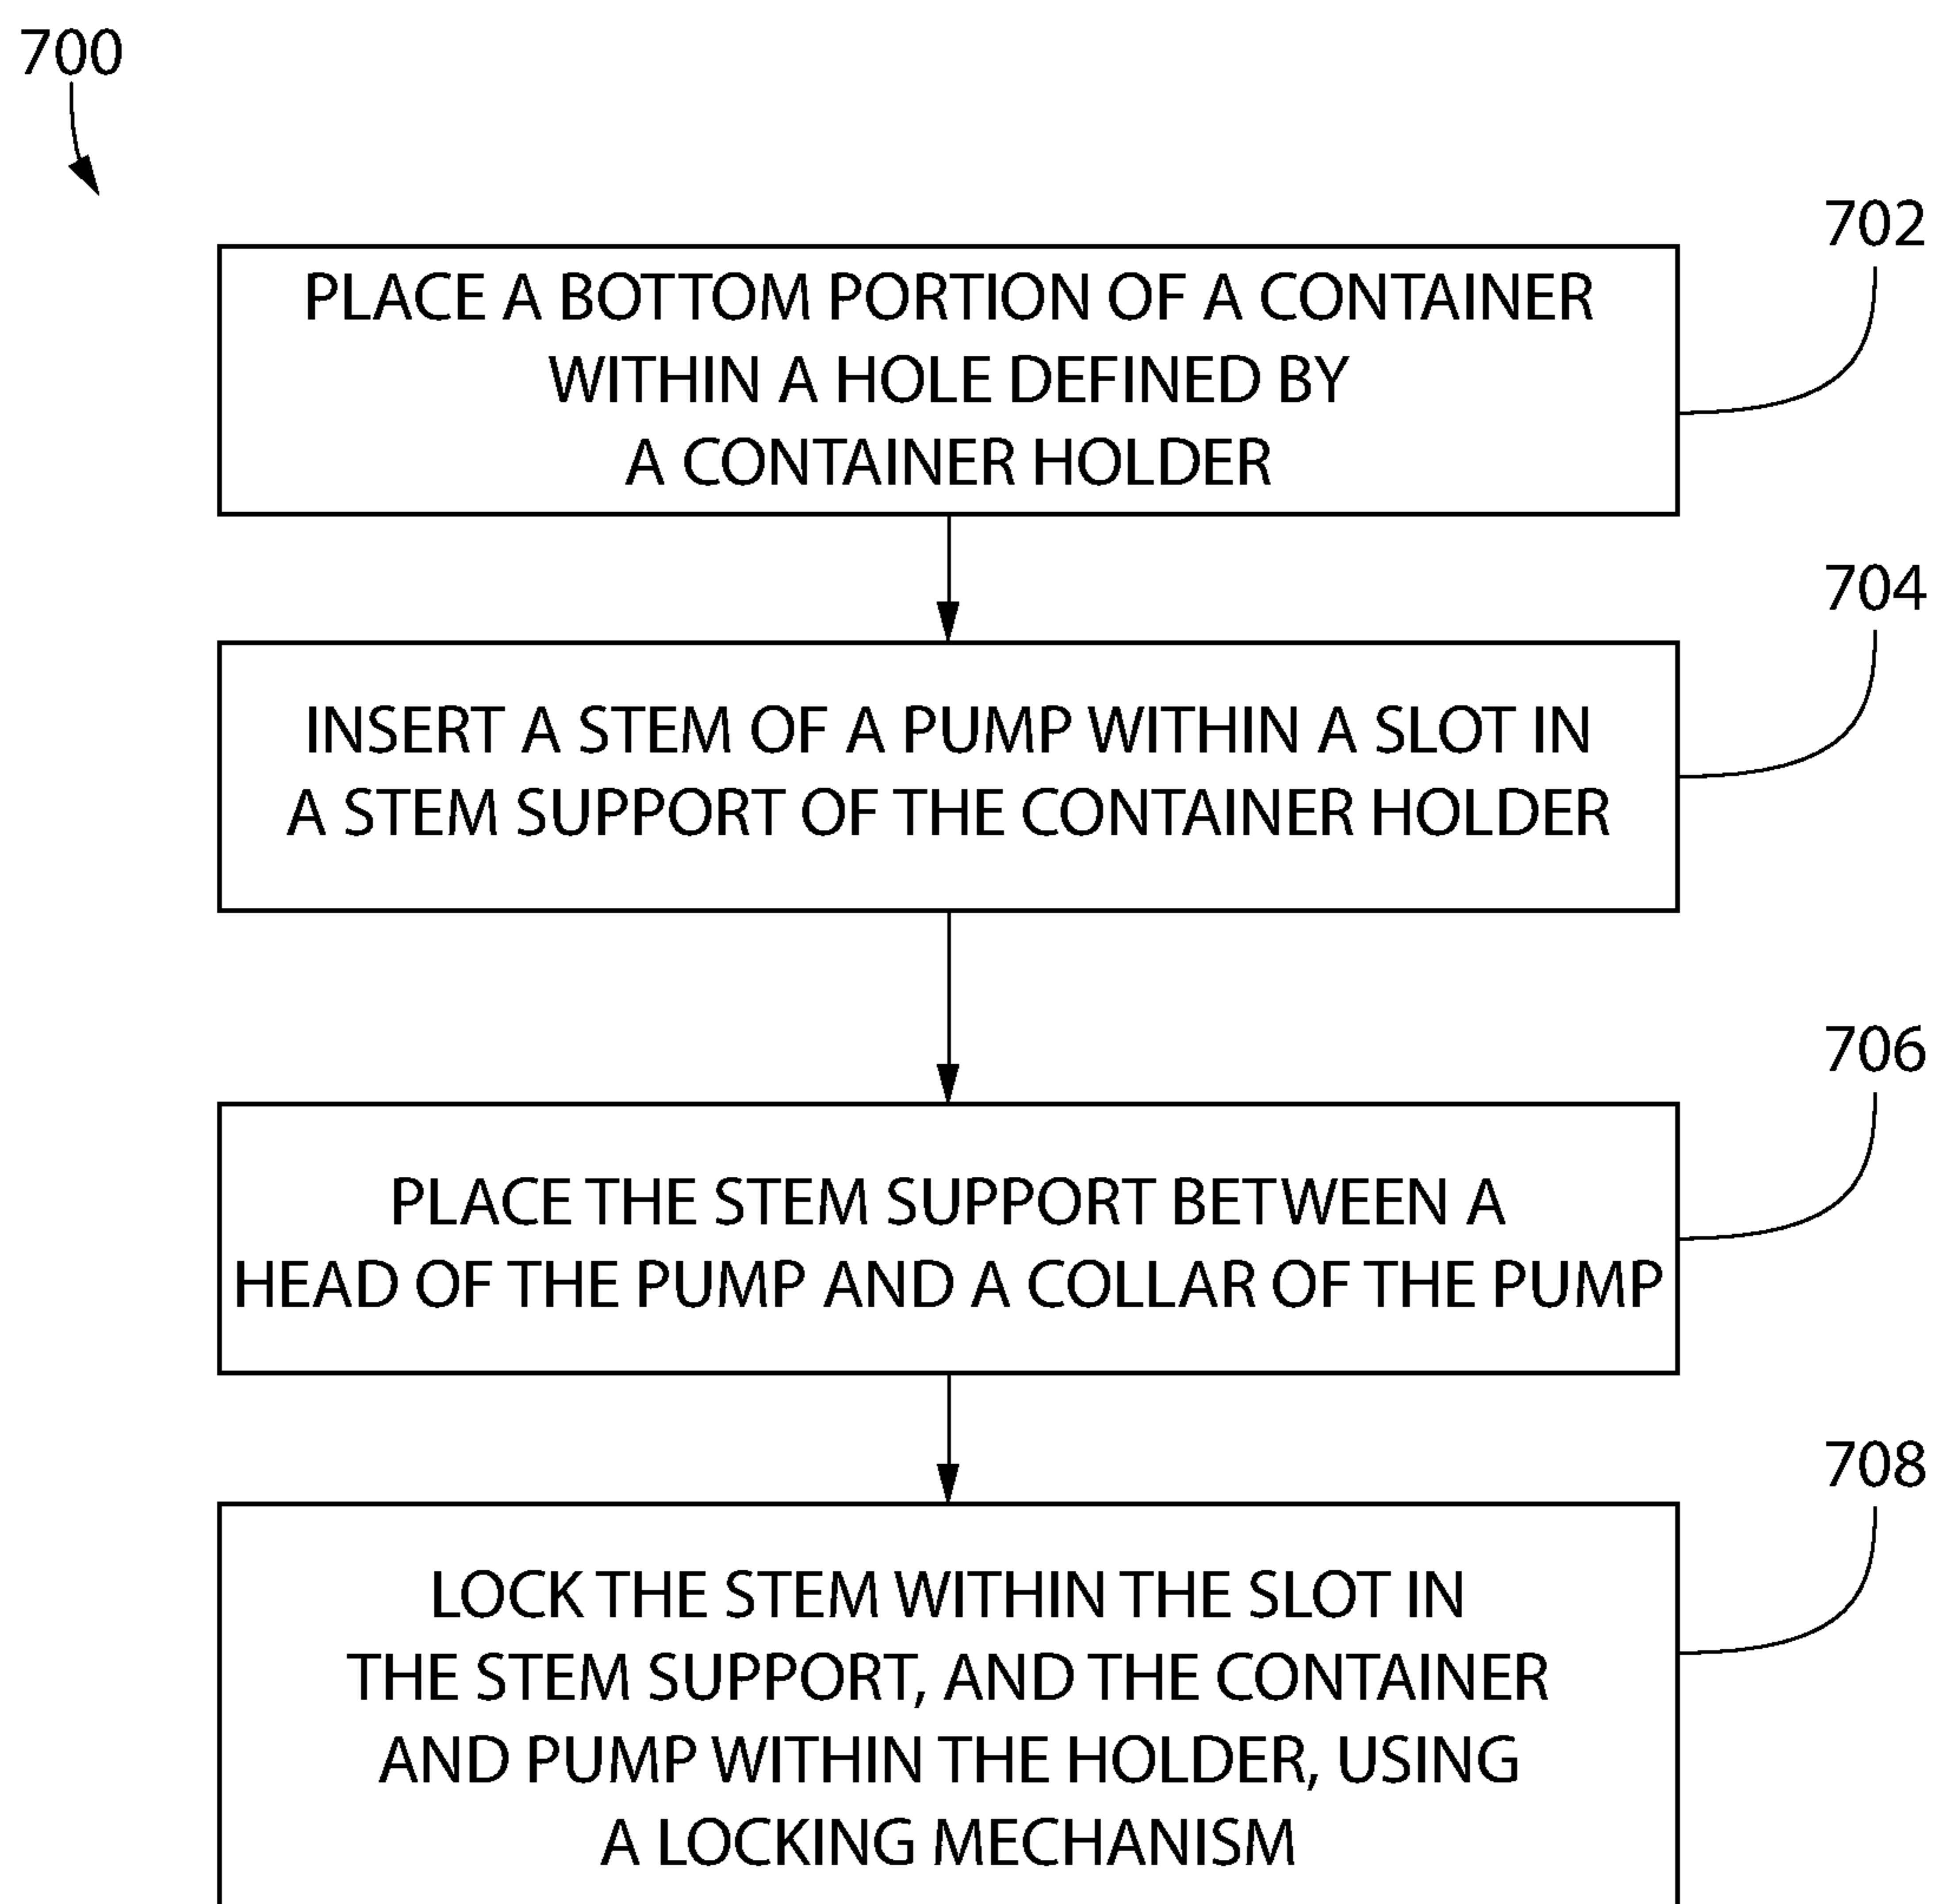 700
702
PLACE A BOTTOM PORTION OF A CONTAINER
WITHIN A HOLE DEFINED BY
A CONTAINER HOLDER
704
INSERT A STEM OF A PUMP WITHIN A SLOT IN
A STEM SUPPORT OF THE CONTAINER HOLDER
706
PLACE THE STEM SUPPORT BETWEEN A
HEAD OF THE PUMP AND A COLLAR OF THE PUMP
708
LOCK THE STEM WITHIN THE SLOT IN
THE STEM SUPPORT, AND THE CONTAINER
AND PUMP WITHIN THE HOLDER, USING
A LOCKING MECHANISM